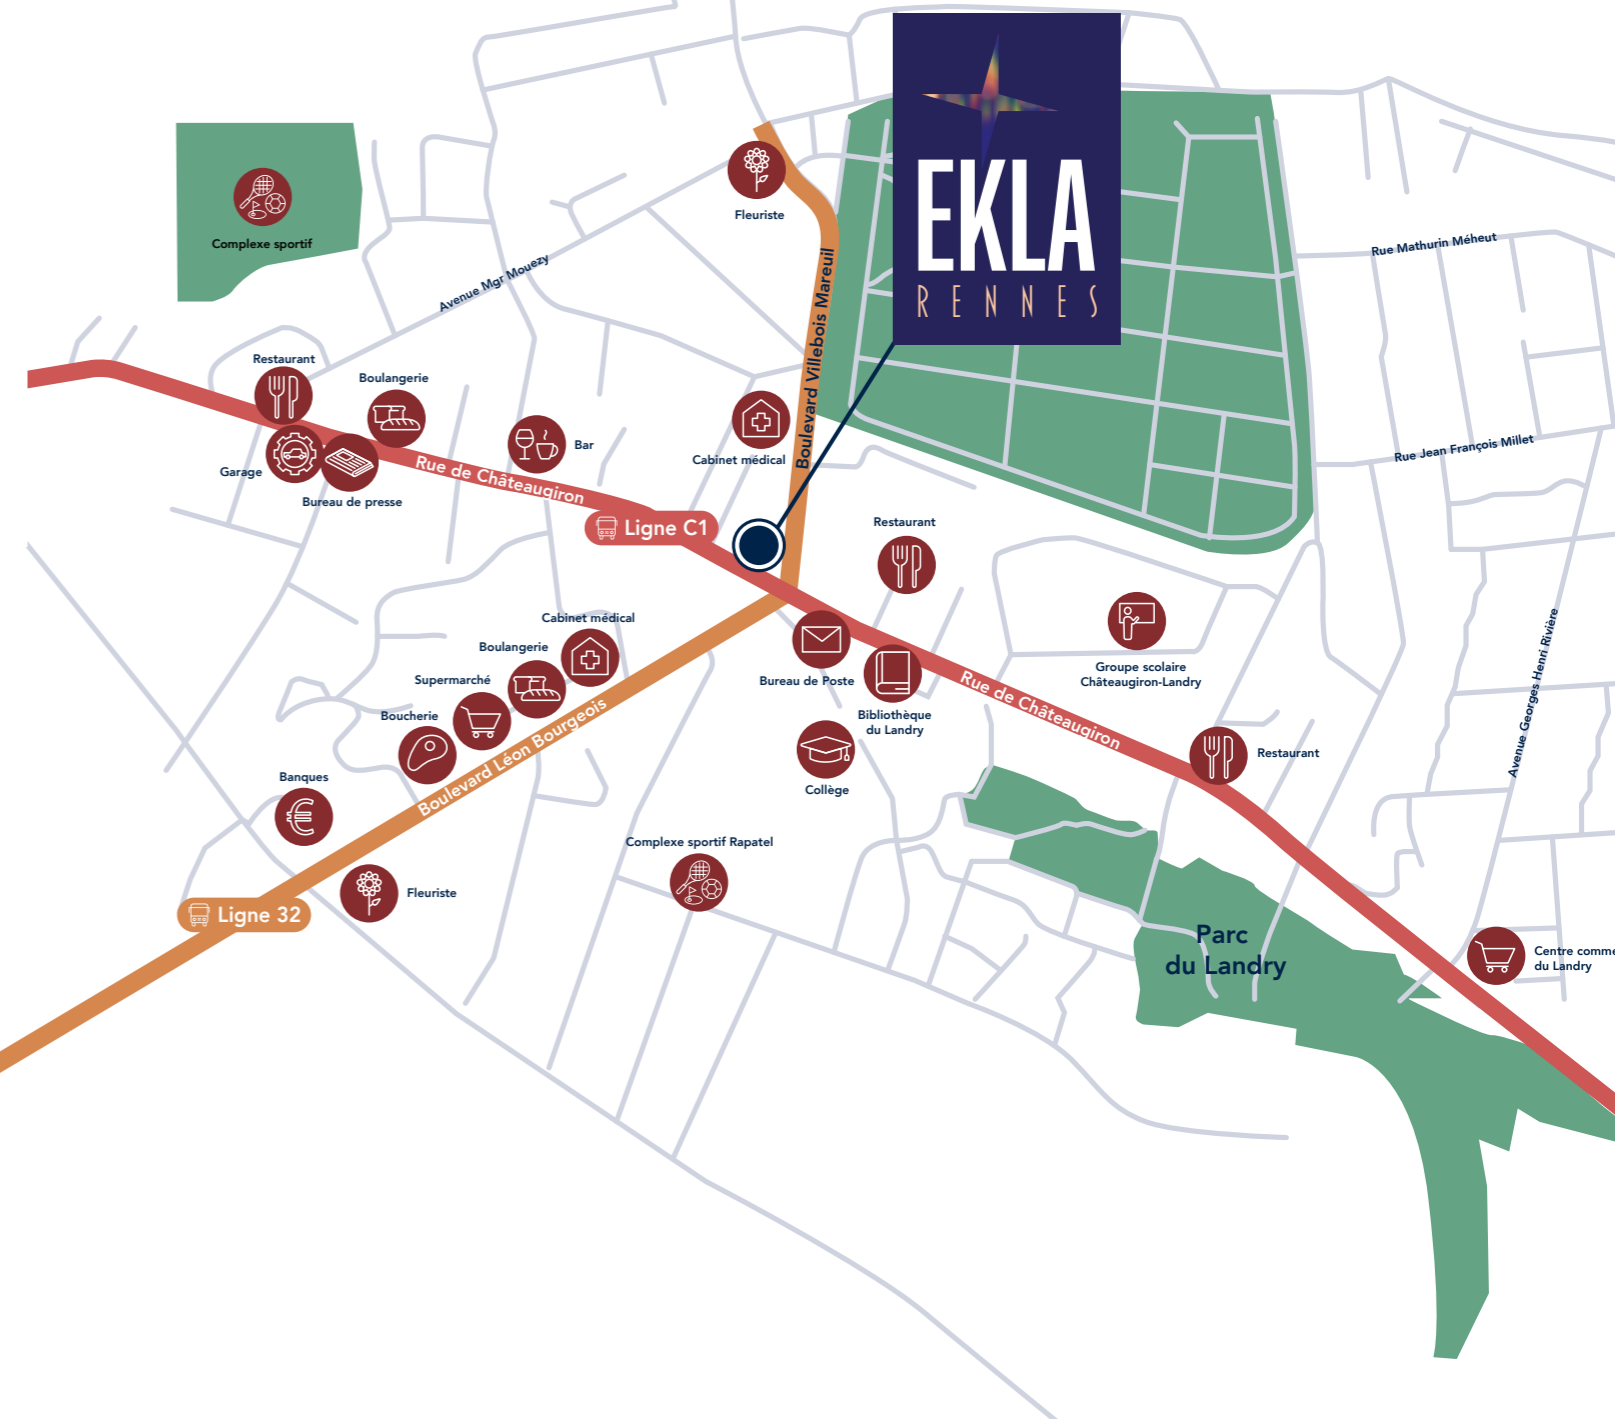 EKLA
RENNES
Fleuriste
Complexe sportif
Avenue Mgr Mouezy
Boulevard Villebois Mareuil
Rue Mathurin Méheut
Restaurant
Boulangerie
Garage
Bureau de presse
Bar
Cabinet médical
Rue de Châteaugiron
Ligne C1
Rue Jean François Millet
Restaurant
Cabinet médical
Boulangerie
Supermarché
Boucherie
Banques
Boulevard Léon Bourgeois
Fleuriste
Ligne 32
Bureau de Poste
Bibliothèque
du Landry
Collège
Complexe sportif Rapatel
Groupe scolaire
Châteaugiron-Landry
Rue de Châteaugiron
Restaurant
Avenue Georges Henri Rivière
Parc
du Landry
Centre comme
du Landry